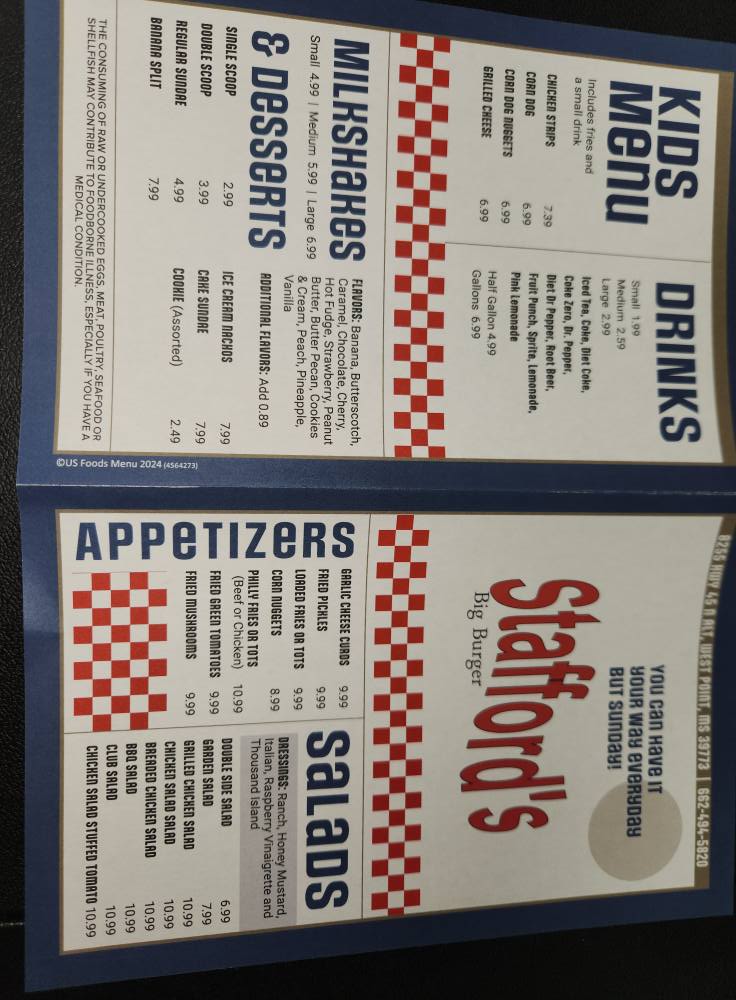 KIDS
Menu
Includes fries and
a small drink
CHICKEN STRIPS 7.39
CORN DOG 6.99
CORN DOG NUGGETS 6.99
GRILLED CHEESE 6.99
DRINKS
Small 1.99
Medium 2.59
Large 2.99
Iced Tea, Coke, Diet Coke,
Coke Zero, Dr. Pepper,
Diet Dr Pepper, Root Beer,
Fruit Punch, Sprite, Lemonade,
Pink Lemonade
Half Gallon 4.99
Gallons 6.99
MILKSHAKES
Small 4.99 | Medium 5.99 | Large 6.99
& DESSERTS
FLAVORS: Banana, Butterscotch,
Caramel, Chocolate, Cherry,
Hot Fudge, Strawberry, Peanut
Butter, Butter Pecan, Cookies
& Cream, Peach, Pineapple,
Vanilla
ADDITIONAL FLAVORS: Add 0.89
SINGLE SCOOP 2.99
DOUBLE SCOOP 3.99
REGULAR SUNDAE 4.99
BANANA SPLIT 7.99
ICE CREAM NACHOS 7.99
CAKE SUNDAE 7.99
COOKIE (Assorted) 2.49
THE CONSUMING OF RAW OR UNDERCOOKED EGGS, MEAT, POULTRY, SEAFOOD OR
SHELLFISH MAY CONTRIBUTE TO FOODBORNE ILLNESS, ESPECIALLY IF YOU HAVE A
MEDICAL CONDITION.
©US Foods Menu 2024 (4564273)
8255 HWY 45 N ALT, WEST POINT, MS 39773 | 662-494-5820
YOU CAN HAVE IT
YOUR WAY EVERYDAY
BUT SUNDAY!
Stafford's
Big Burger
APPETIZERS
GARLIC CHEESE CURDS 9.99
FRIED PICKLES 9.99
LOADED FRIES OR TOTS 9.99
CORN NUGGETS 8.99
PHILLY FRIES OR TOTS
(Beef or Chicken) 10.99
FRIED GREEN TOMATOES 9.99
FRIED MUSHROOMS 9.99
SALADS
DRESSINGS: Ranch, Honey Mustard,
Italian, Raspberry Vinaigrette and
Thousand Island
DOUBLE SIDE SALAD 6.99
GARDEN SALAD 7.99
GRILLED CHICKEN SALAD 10.99
CHICKEN SALAD SALAD 10.99
BREADED CHICKEN SALAD 10.99
BBQ SALAD 10.99
CLUB SALAD 10.99
CHICKEN SALAD STUFFED TOMATO 10.99